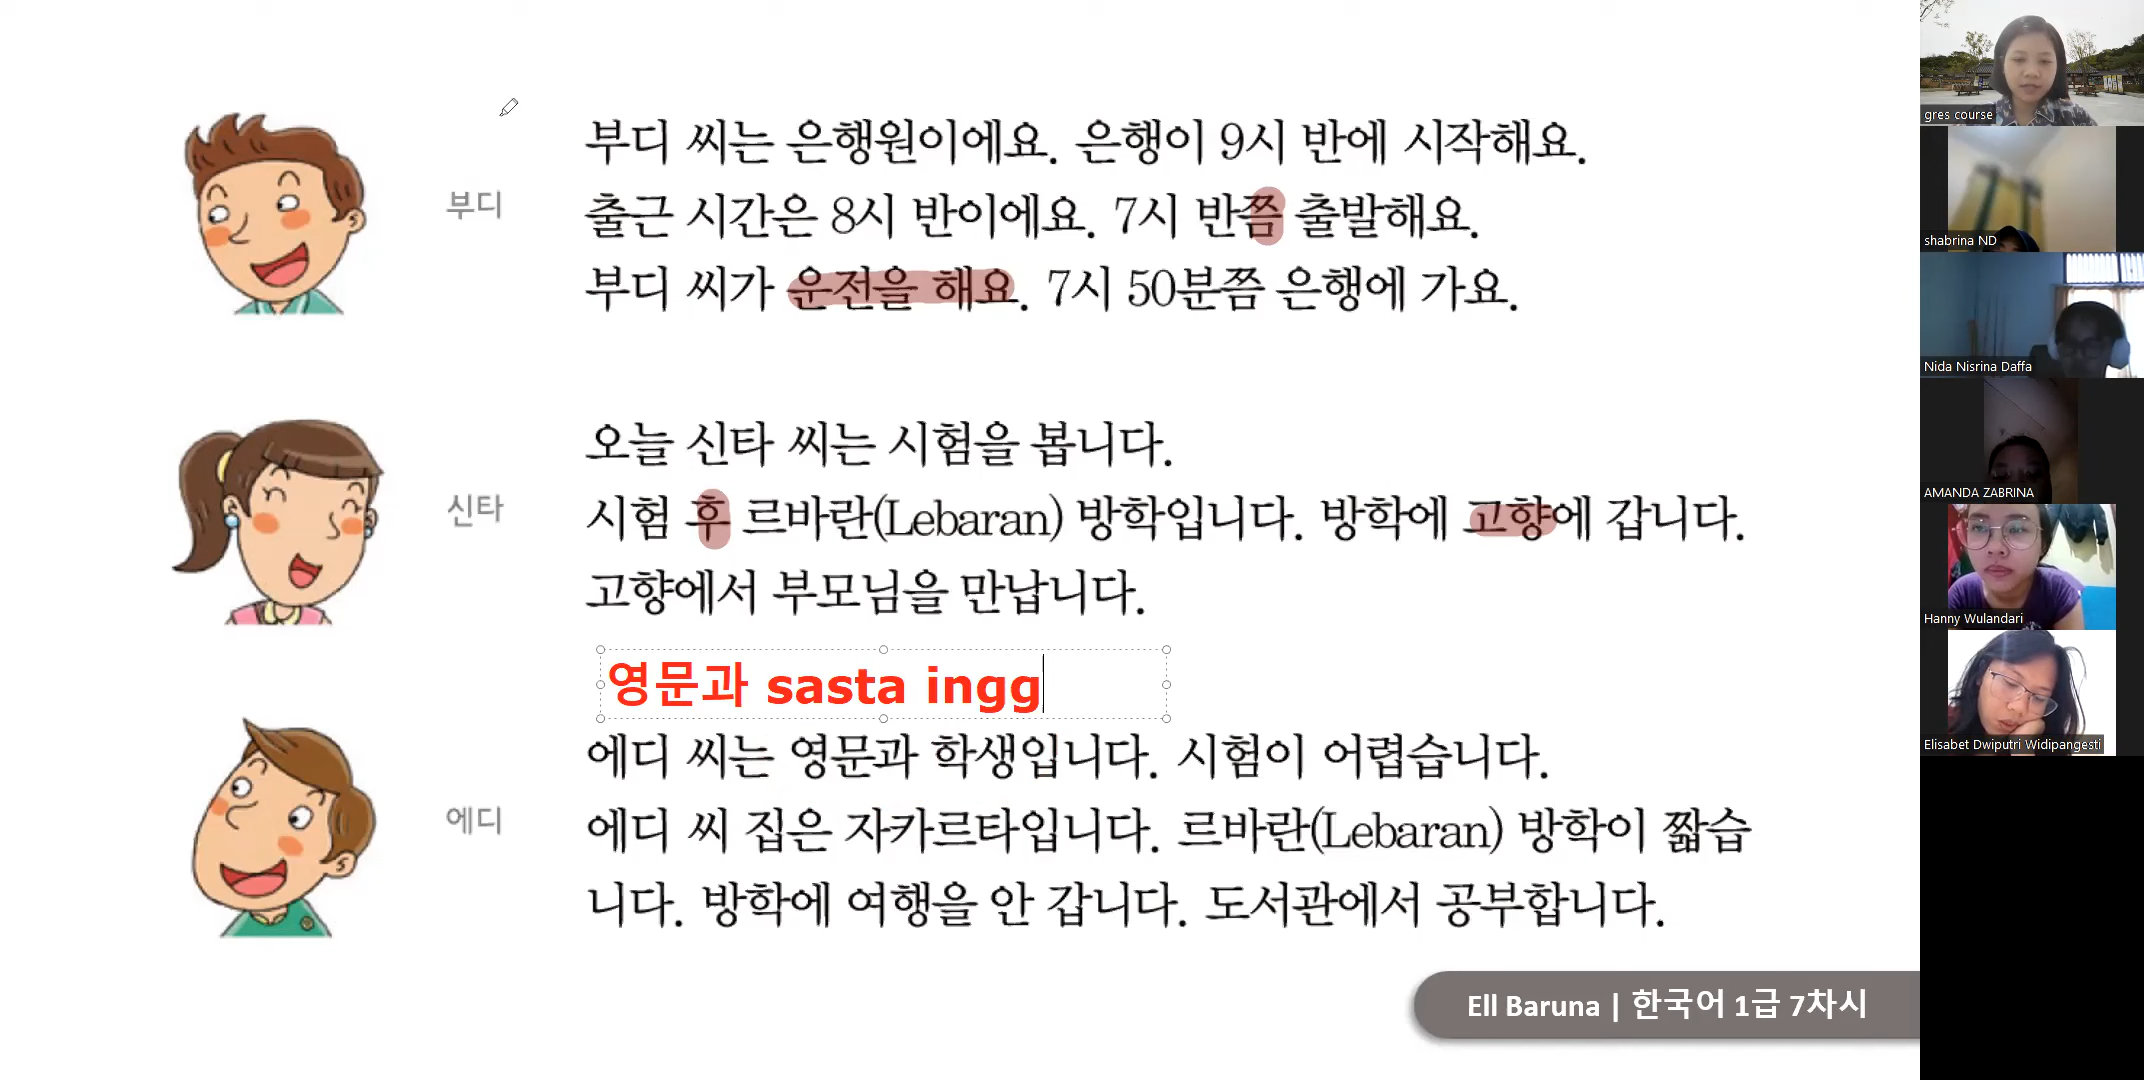 부디 씨는 은행원이에요. 은행이 9시 반에 시작해요.
부디
출근 시간은 8시 반이에요. 7시 반쯤 출발해요.
부디 씨가 운전을 해요. 7시 50분쯤 은행에 가요.
오늘 신타 씨는 시험을 봅니다.
신타
시험 후 르바란(Lebaran) 방학입니다. 방학에 고향에 갑니다.
고향에서 부모님을 만납니다.
영문과 sasta ingg
에디 씨는 영문과 학생입니다. 시험이 어렵습니다.
에디
에디 씨 집은 자카르타입니다. 르바란(Lebaran) 방학이 짧습
니다. 방학에 여행을 안 갑니다. 도서관에서 공부합니다.
Ell Baruna | 한국어 1급 7차시
gres course
shabrina ND
Nida Nisrina Daffa
AMANDA ZABRINA
Hanny Wulandari
Elisabet Dwiputri Widipangesti